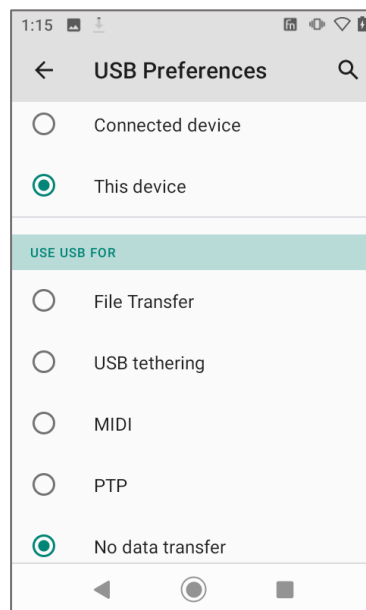 1:15
USB Preferences
Connected device
This device
USE USB FOR
File Transfer
USB tethering
MIDI
PTP
No data transfer